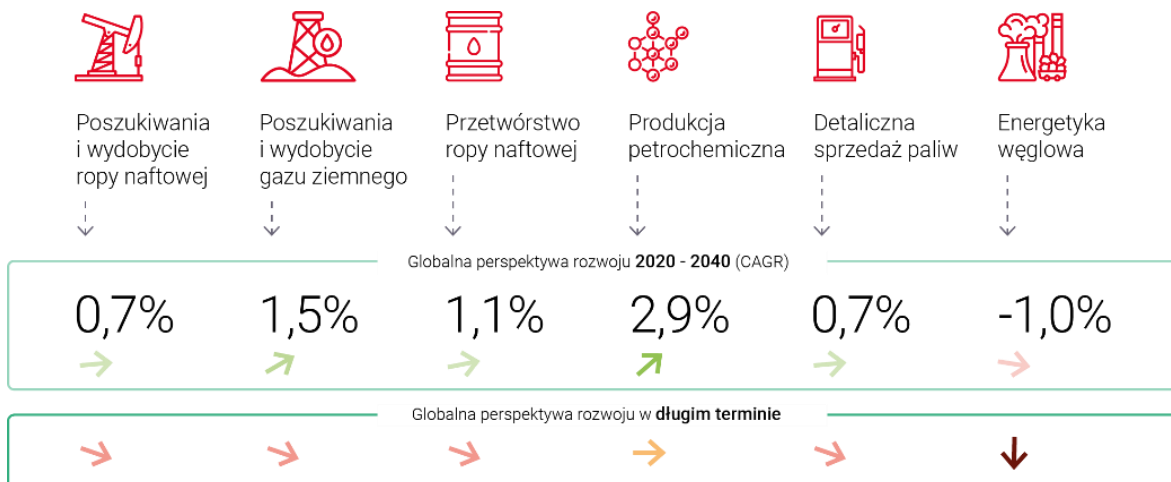 Poszukiwania
i wydobycie
ropy naftowej
Poszukiwania
i wydobycie
gazu ziemnego
Przetwórstwo
ropy naftowej
Produkcja
petrochemiczna
Detaliczna
sprzedaż paliw
Energetyka
węglowa
Globalna perspektywa rozwoju 2020 - 2040 (CAGR)
0,7% 1,5% 1,1% 2,9% 0,7% -1,0%
Globalna perspektywa rozwoju w długim terminie